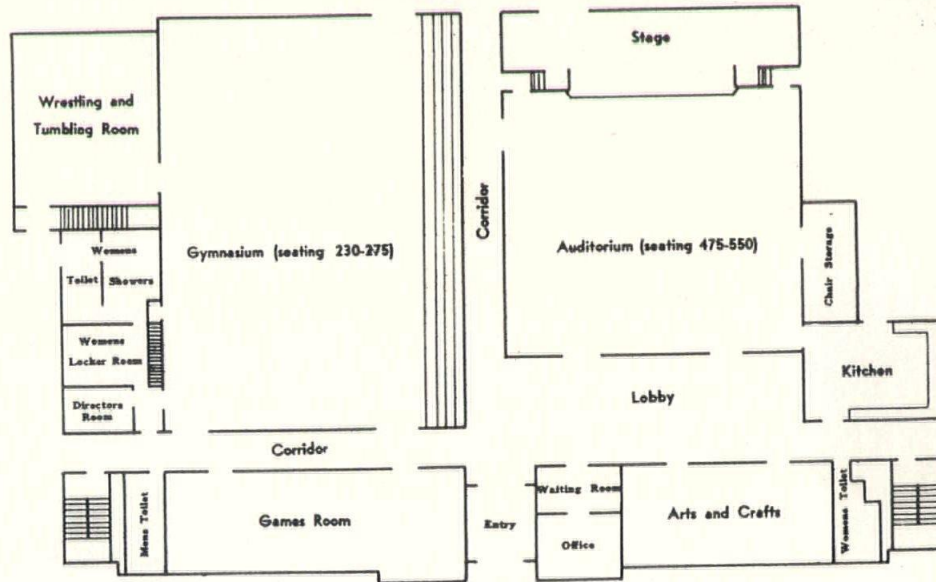 Stage
Wrestling and
Tumbling Room
Corridor
Gymnasium (seating 230-275)
Auditorium (seating 475-550)
Chair Storage
Womens
Toilet
Showers
Womens
Locker Room
Directors
Room
Kitchen
Lobby
Corridor
Mens Toilet
Games Room
Entry
Waiting Room
Office
Arts and Crafts
Womens Toilet